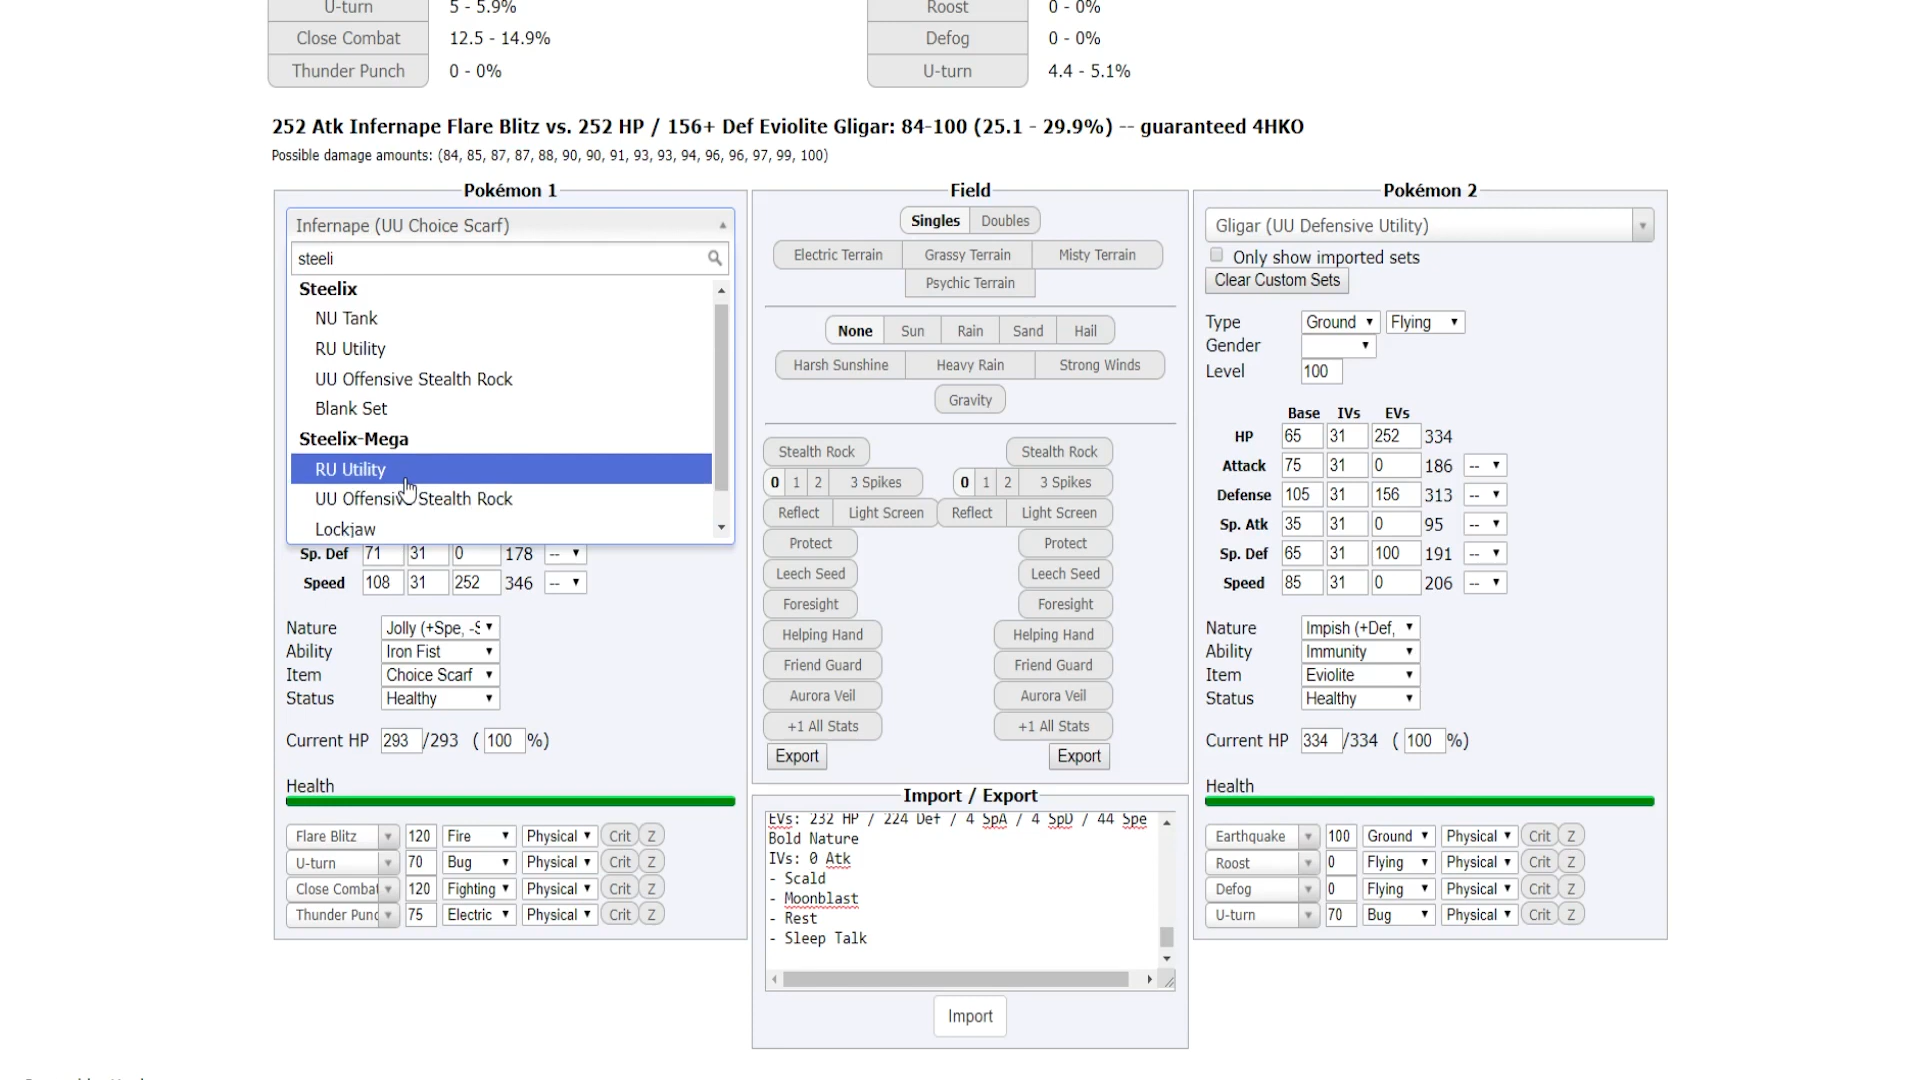 U-turn 5 - 5.9% Roost 0 - 0%
Close Combat 12.5 - 14.9% Defog 0 - 0%
Thunder Punch 0 - 0% U-turn 4.4 - 5.1%
252 Atk Infernape Flare Blitz vs. 252 HP / 156+ Def Eviolite Gligar: 84-100 (25.1 - 29.9%) -- guaranteed 4HKO
Possible damage amounts: (84, 85, 87, 87, 88, 90, 90, 91, 93, 93, 94, 96, 96, 97, 99, 100)
Pokémon 1
Infernape (UU Choice Scarf)
steeli
Steelix
NU Tank
RU Utility
UU Offensive Stealth Rock
Blank Set
Steelix-Mega
RU Utility
UU Offensive Stealth Rock
Lockjaw
Sp. Def 71 31 0 178 --
Speed 108 31 252 346 --
Nature Jolly (+Spe, -S
Ability Iron Fist
Item Choice Scarf
Status Healthy
Current HP 293 /293 ( 100 %)
Health
Flare Blitz 120 Fire Physical Crit Z
U-turn 70 Bug Physical Crit Z
Close Combat 120 Fighting Physical Crit Z
Thunder Punc 75 Electric Physical Crit Z
Field
Singles Doubles
Electric Terrain Grassy Terrain Misty Terrain
Psychic Terrain
None Sun Rain Sand Hail
Harsh Sunshine Heavy Rain Strong Winds
Gravity
Stealth Rock Stealth Rock
0 1 2 3 Spikes 0 1 2 3 Spikes
Reflect Light Screen Reflect Light Screen
Protect Protect
Leech Seed Leech Seed
Foresight Foresight
Helping Hand Helping Hand
Friend Guard Friend Guard
Aurora Veil Aurora Veil
+1 All Stats +1 All Stats
Export Export
Import / Export
EVs: 232 HP / 224 Def / 4 SpA / 4 SpD / 44 Spe
Bold Nature
IVs: 0 Atk
- Scald
- Moonblast
- Rest
- Sleep Talk
Import
Pokémon 2
Gligar (UU Defensive Utility)
Only show imported sets
Clear Custom Sets
Type Ground Flying
Gender
Level 100
Base IVs EVs
HP 65 31 252 334
Attack 75 31 0 186 --
Defense 105 31 156 313 --
Sp. Atk 35 31 0 95 --
Sp. Def 65 31 100 191 --
Speed 85 31 0 206 --
Nature Impish (+Def,
Ability Immunity
Item Eviolite
Status Healthy
Current HP 334 /334 ( 100 %)
Health
Earthquake 100 Ground Physical Crit Z
Roost 0 Flying Physical Crit Z
Defog 0 Flying Physical Crit Z
U-turn 70 Bug Physical Crit Z